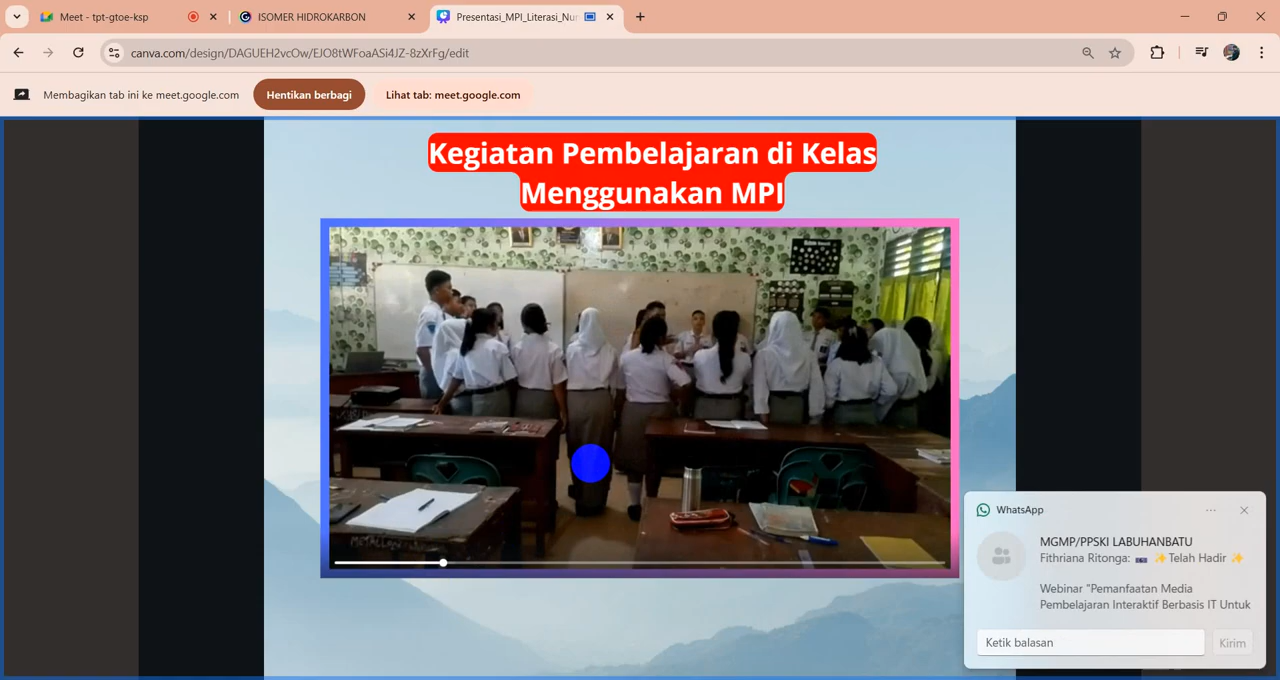 Meet - tpt-gtoe-ksp
ISOMER HIDROKARBON
Presentasi_MPI_Literasi_Nu
canva.com/design/DAGUEH2vcOw/EJO8tWFoaASi4JZ-8zXrFg/edit
Membagikan tab ini ke meet.google.com
Hentikan berbagi
Lihat tab: meet.google.com
Kegiatan Pembelajaran di Kelas
Menggunakan MPI
WhatsApp
MGMP/PPSKI LABUHANBATU
Fithriana Ritonga: 📷 ✨Telah Hadir ✨
Webinar "Pemanfaatan Media
Pembelajaran Interaktif Berbasis IT Untuk
Ketik balasan
Kirim